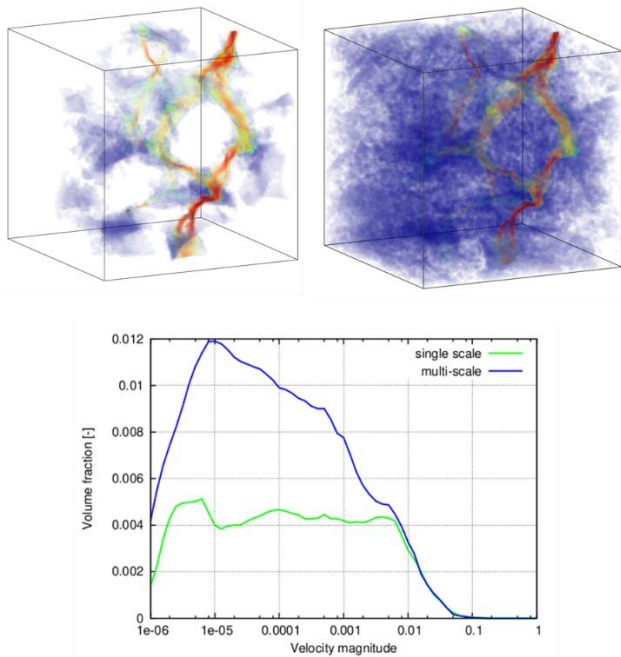 0.012
0.01
0.008
0.006
0.004
0.002
0
single scale
multi-scale
Volume fraction [-]
1e-06 1e-05 0.0001 0.001 0.01 0.1 1
Velocity magnitude